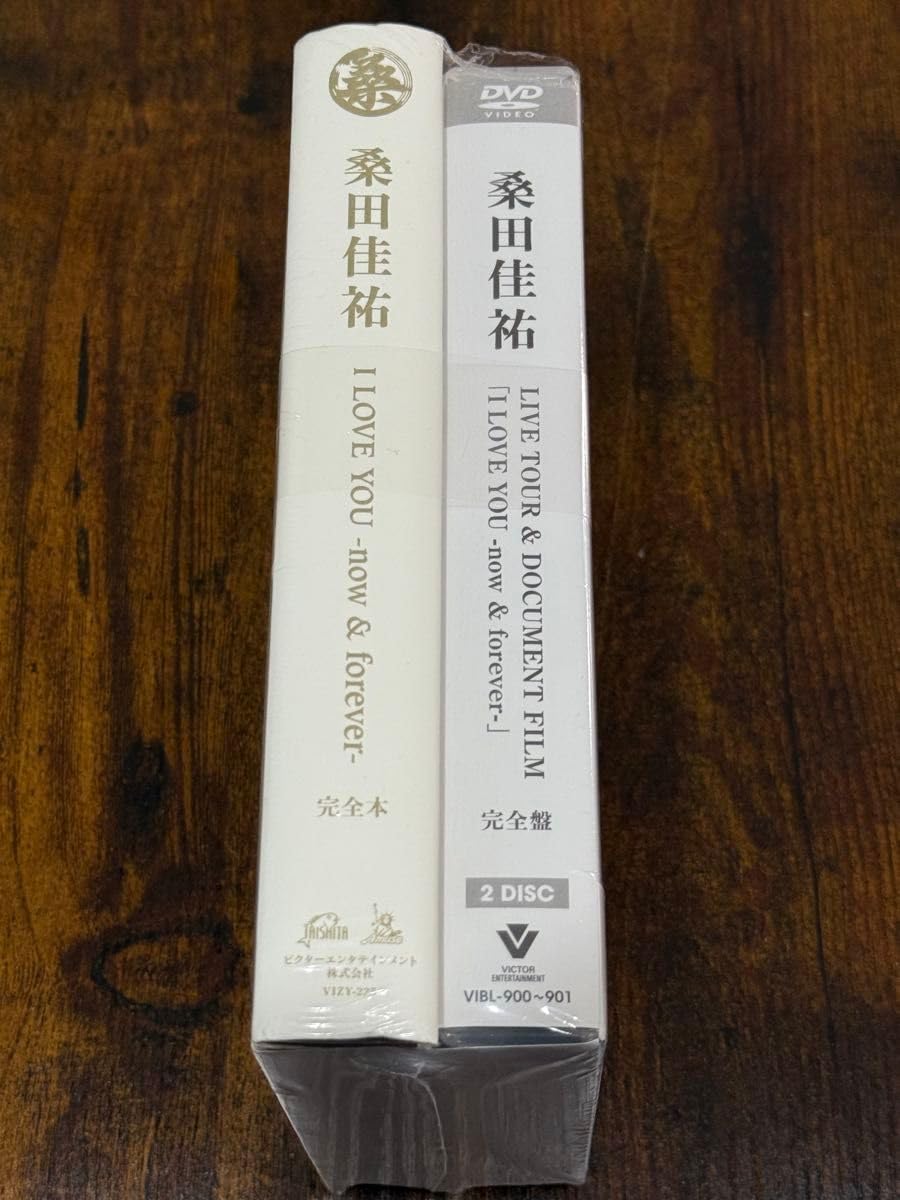 桑
桑田佳祐
I LOVE YOU -now & forever-
完全本
TAISHITA
Amuse
ビクターエンタテインメント
株式会社
DVD
VIDEO
桑田佳祐
LIVE TOUR & DOCUMENT FILM
「I LOVE YOU -now & forever-」
完全盤
2 DISC
VICTOR
ENTERTAINMENT
VIBL-900~901